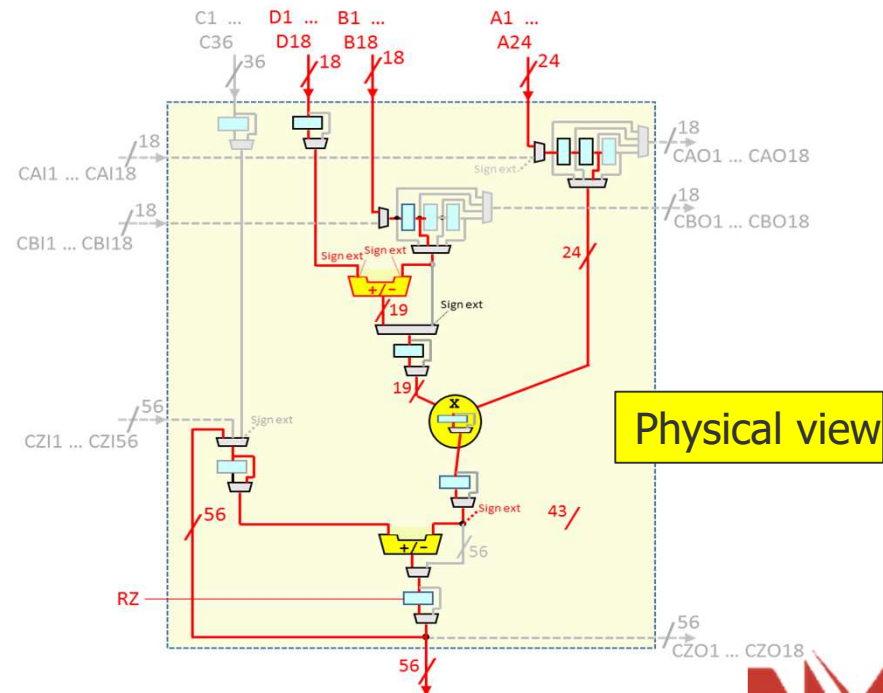 C1 ... D1 ... B1 ... A1 ...
C36 D18 B18 A24
36 18 18 24
18
CAI1 ... CAI18
Sign ext
18
CAO1 ... CAO18
18
CBI1 ... CBI18
18
CBO1 ... CBO18
Sign ext Sign ext
+/-
24
19
Sign ext
19
X
56
CZI1 ... CZI56
Sign ext
Physical view
56
Sign ext
43
+/-
56
RZ
56
CZO1 ... CZO18
56